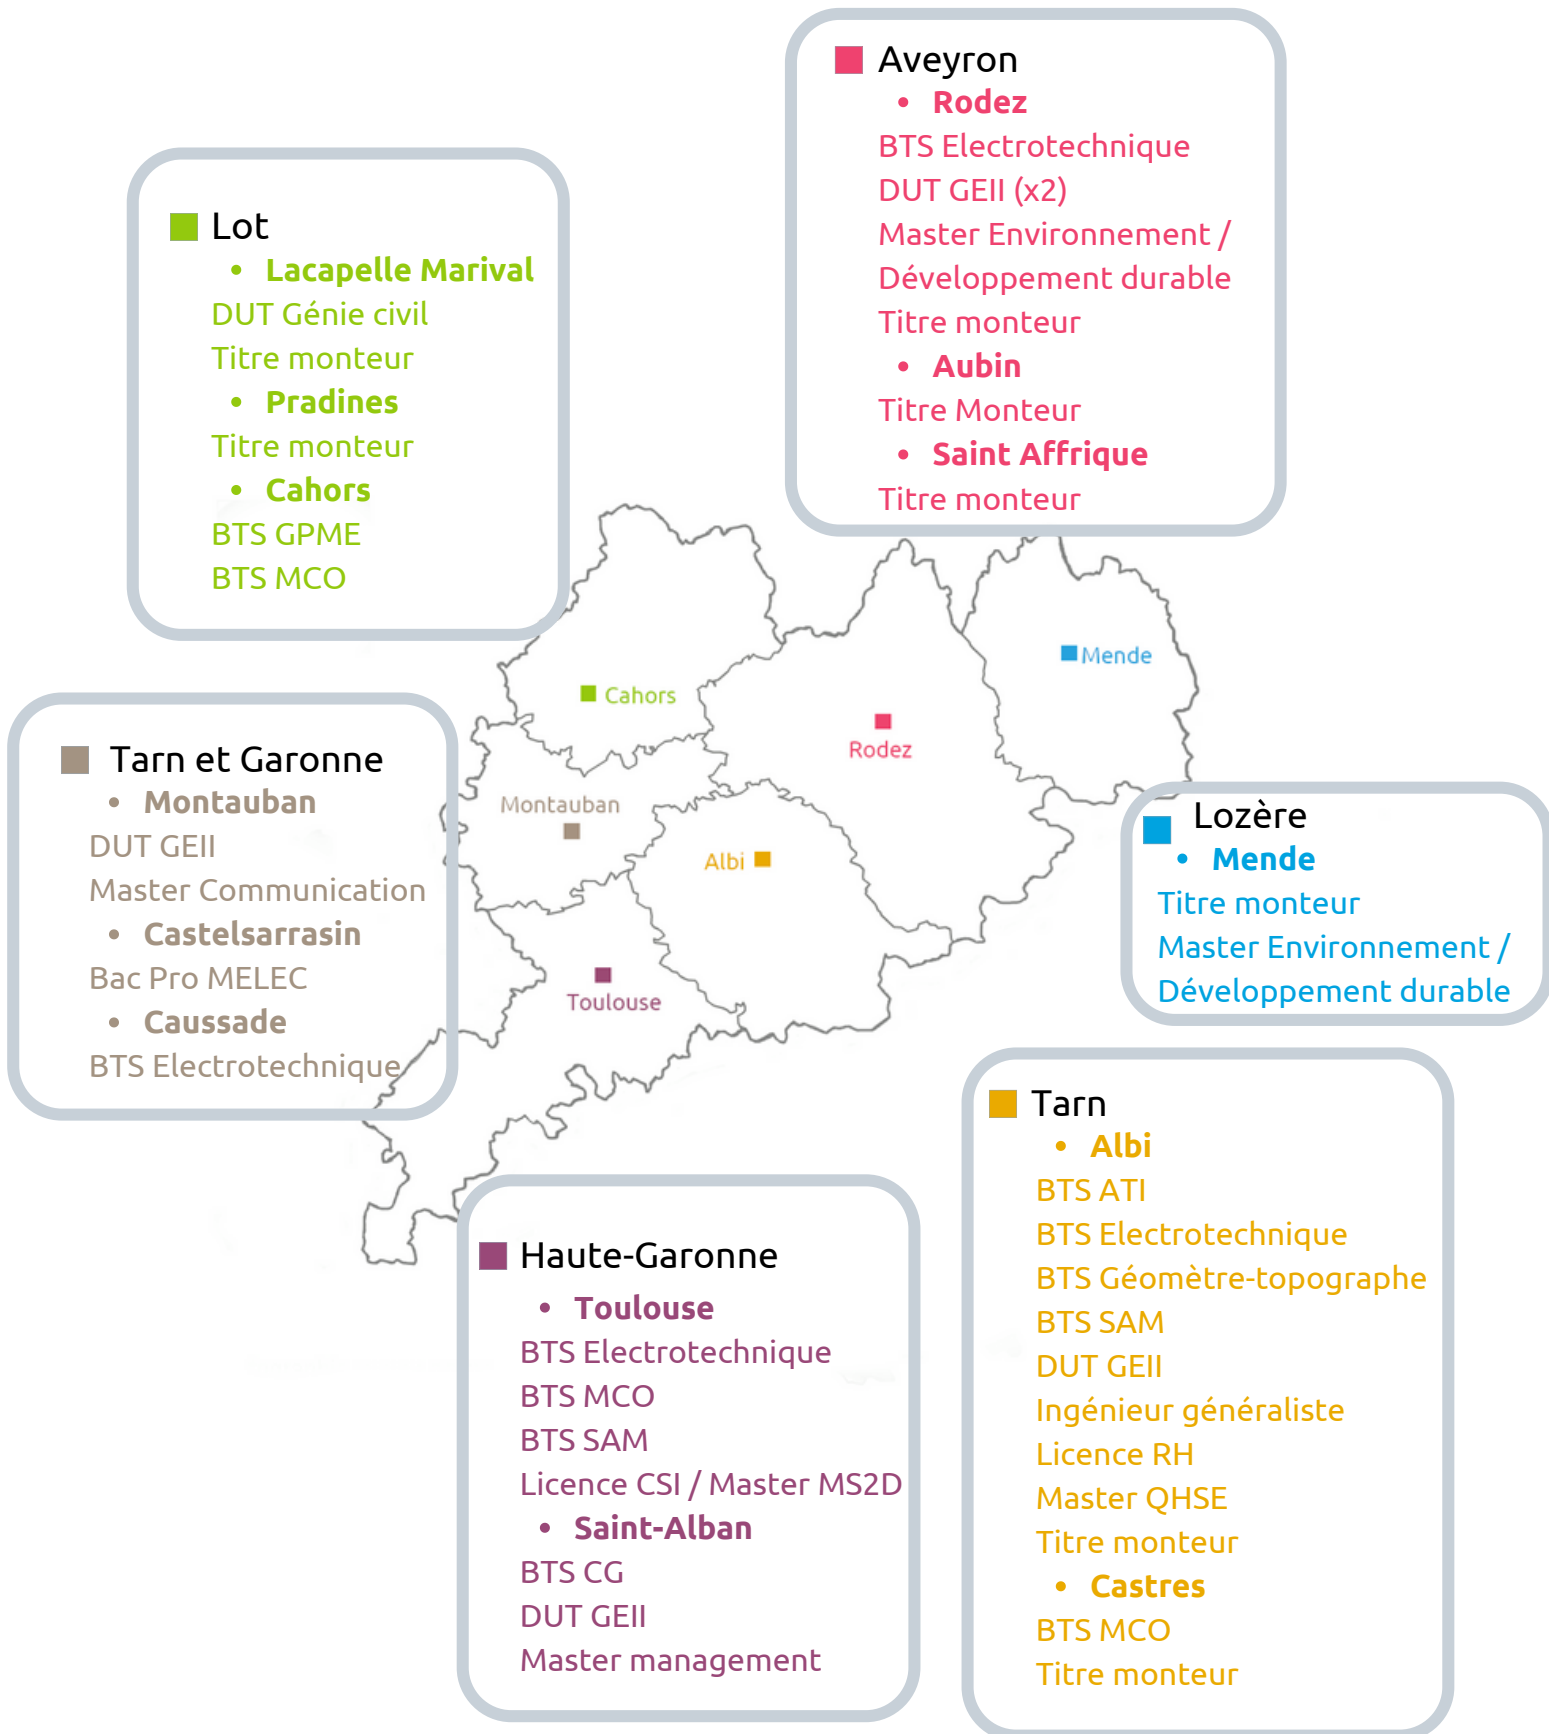 Aveyron
• Rodez
BTS Electrotechnique
DUT GEII (x2)
Master Environnement /
Développement durable
Titre monteur
• Aubin
Titre Monteur
• Saint Affrique
Titre monteur
Lot
• Lacapelle Marival
DUT Génie civil
Titre monteur
• Pradines
Titre monteur
• Cahors
BTS GPME
BTS MCO
Mende
Cahors
Rodez
Montauban
Albi
Toulouse
Tarn et Garonne
• Montauban
DUT GEII
Master Communication
• Castelsarrasin
Bac Pro MELEC
• Caussade
BTS Electrotechnique
Lozère
• Mende
Titre monteur
Master Environnement /
Développement durable
Haute-Garonne
• Toulouse
BTS Electrotechnique
BTS MCO
BTS SAM
Licence CSI / Master MS2D
• Saint-Alban
BTS CG
DUT GEII
Master management
Tarn
• Albi
BTS ATI
BTS Electrotechnique
BTS Géomètre-topographe
BTS SAM
DUT GEII
Ingénieur généraliste
Licence RH
Master QHSE
Titre monteur
• Castres
BTS MCO
Titre monteur